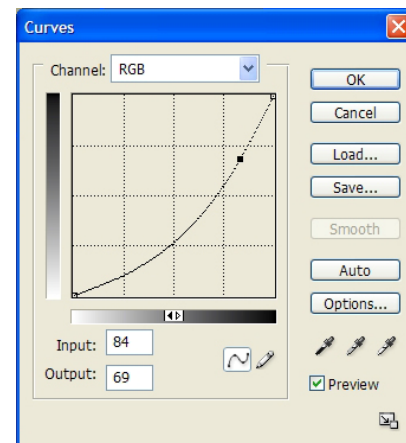 Curves
Channel: RGB
OK
Cancel
Load...
Save...
Smooth
Auto
Options...
Input: 84
Output: 69
Preview